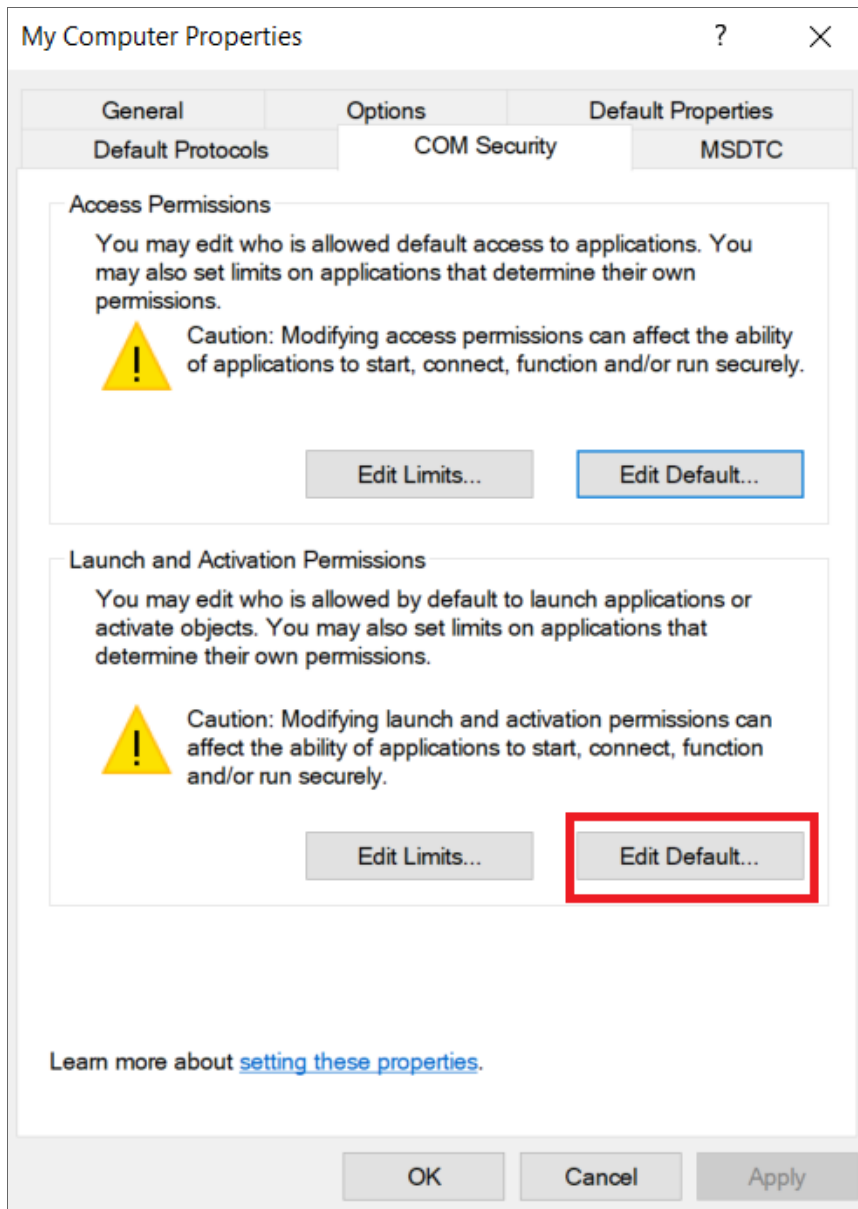 My Computer Properties ?
General Options Default Properties
Default Protocols COM Security MSDTC
Access Permissions
You may edit who is allowed default access to applications. You
may also set limits on applications that determine their own
permissions.
Caution: Modifying access permissions can affect the ability
of applications to start, connect, function and/or run securely.
Edit Limits... Edit Default...
Launch and Activation Permissions
You may edit who is allowed by default to launch applications or
activate objects. You may also set limits on applications that
determine their own permissions.
Caution: Modifying launch and activation permissions can
affect the ability of applications to start, connect, function
and/or run securely.
Edit Limits... Edit Default...
Learn more about setting these properties.
OK Cancel Apply